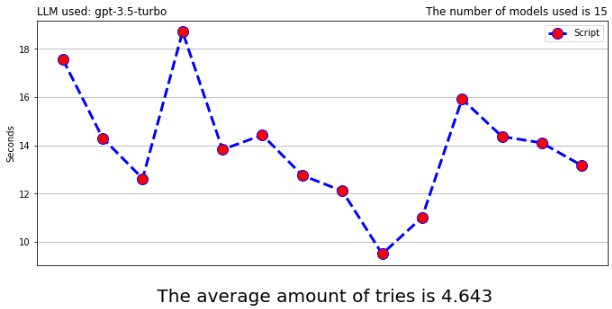 LLM used: gpt-3.5-turbo
The number of models used is 15
Script
18
16
14
12
10
Seconds
The average amount of tries is 4.643